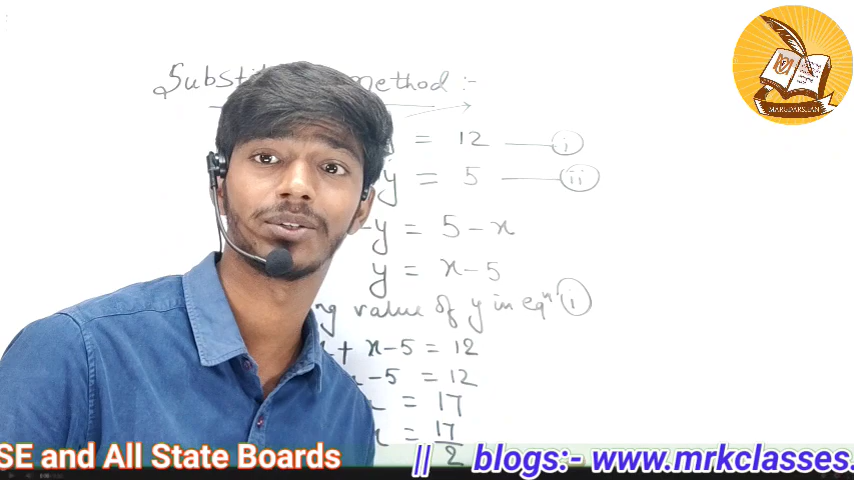 method :-
= 12 — (i)
y = 5 — (ii)
-y = 5 - x
y = x - 5
value of y in eqⁿ (i)
+ x - 5 = 12
- 5 = 12
= 17
= 17/2
MARGDARSHAN
SE and All State Boards || blogs:- www.mrkclasses.